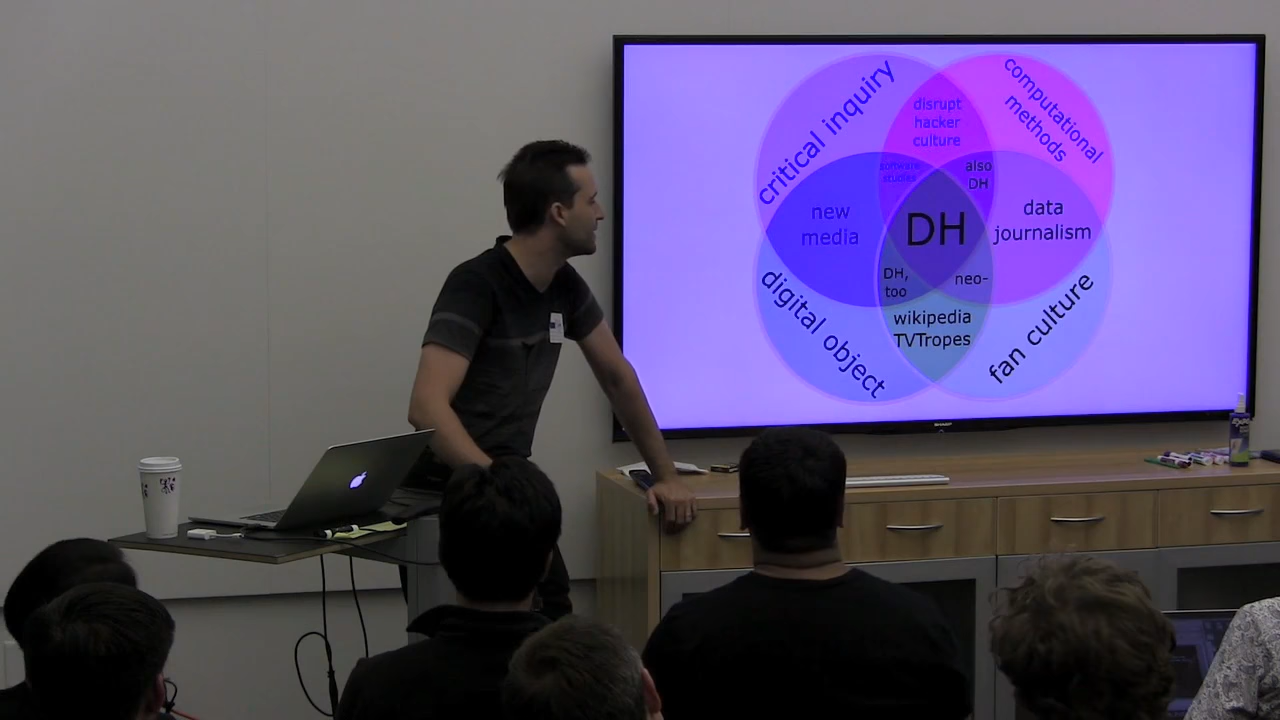 critical inquiry
computational
methods
disrupt
hacker
culture
software
studies
also
DH
new
media
DH
data
journalism
DH,
too
neo-
digital object
wikipedia
TVTropes
fan culture
SHARP